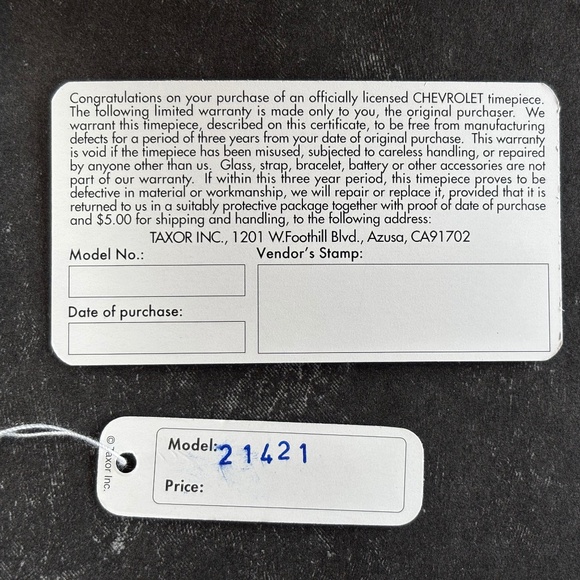 Congratulations on your purchase of an officially licensed CHEVROLET timepiece.
The following limited warranty is made only to you, the original purchaser. We
warrant this timepiece, described on this certificate, to be free from manufacturing
defects for a period of three years from your date of original purchase. This warranty
is void if the timepiece has been misused, subjected to careless handling, or repaired
by anyone other than us. Glass, strap, bracelet, battery or other accessories are not
part of our warranty. If within this three year period, this timepiece proves to be
defective in material or workmanship, we will repair or replace it, provided that it is
returned to us in a suitably protective package together with proof of date of purchase
and $5.00 for shipping and handling, to the following address:
TAXOR INC., 1201 W.Foothill Blvd., Azusa, CA91702
Model No.: Vendor's Stamp:
Date of purchase:
© Taxor Inc.
Model: 21421
Price: